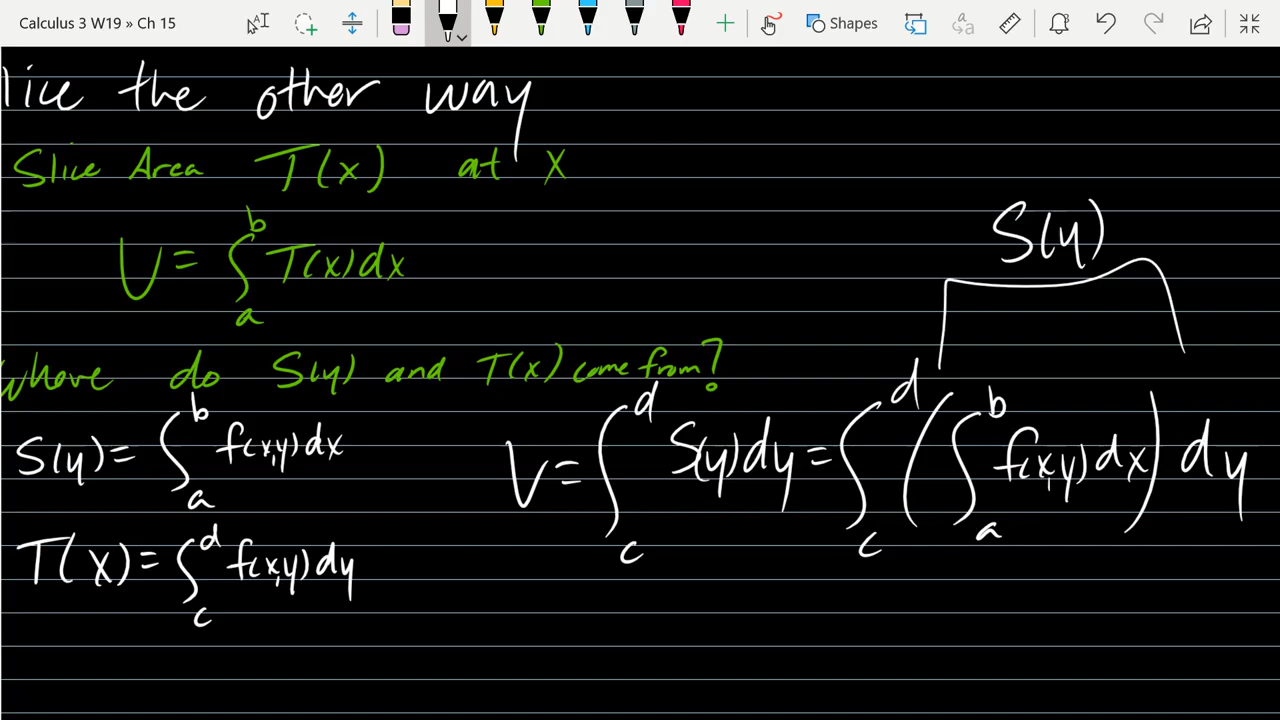 Calculus 3 W19 » Ch 15
Shapes
lice the other way
Slice Area T(x) at x
V = ∫_a^b T(x)dx
Where do S(y) and T(x) come from?
S(y) = ∫_a^b f(x,y)dx
T(x) = ∫_c^d f(x,y)dy
S(y)
V = ∫_c^d S(y)dy = ∫_c^d (∫_a^b f(x,y)dx) dy